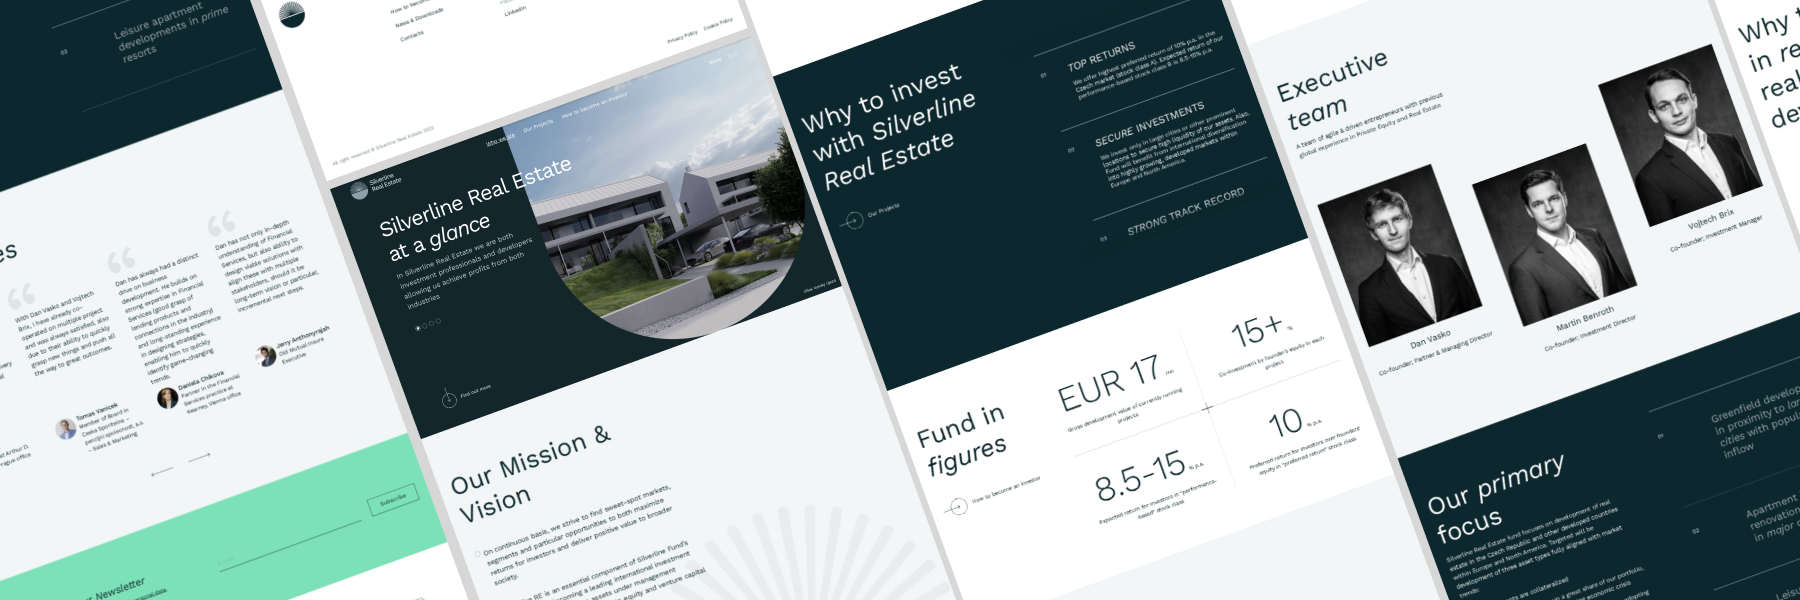 03
Leisure apartment
developments in prime
resorts
es
With Dan Vasko and Vojtech
Brix, I have already co-
operated on multiple project
and was always satisfied, also
due to their ability to quickly
grasp new things and push all
the way to great outcomes.
Tomas Vanicek
Member of Board in
Ceska Sporitelna –
penzijni spolecnost, a.s.
– Sales & Marketing
Dan has always had a distinct
drive on business
development. He builds on
strong expertise in Financial
Services (good grasp of
lending products and
connections in the industry)
and long-standing experience
in designing strategies,
enabling him to quickly
identify game-changing
trends.
Daniela Chikova
Partner in the Financial
Services practice at
Kearney, Vienna office
Dan has not only in-depth
understanding of Financial
Services, but also ability to
design viable solutions with
align these with multiple
stakeholders, should it be
long-term vision or particular,
incremental next steps.
Jerry Anthonyrajah
Old Mutual Insure
Executive
Subscribe
r Newsletter
How to become
News & Downloads
Contacts
LinkedIn
Privacy Policy
Cookie Policy
All right reserved © Silverline Real Estate 2022
Silverline
Real Estate
Why invest
Our Projects
How to become an investor
Silverline Real Estate
at a glance
In Silverline Real Estate we are both
investment professionals and developers
allowing us achieve profits from both
industries
Find out more
Our Mission &
Vision
On continuous basis, we strive to find sweet-spot markets,
segments and particular opportunities to both maximize
returns for investors and deliver positive value to broader
society.
RE is an essential component of Silverline Fund's
coming a leading international investment
assets under management
equity and venture capital
Why to invest
with Silverline
Real Estate
Our Projects
01
TOP RETURNS
We offer highest preferred return of 10% p.a. in the
Czech market (stock class A). Expected return of our
performance-based stock class B is 8.5-15% p.a.
02
SECURE INVESTMENTS
We invest only in large cities or other prominent
locations to secure high liquidity of our assets. Also,
Fund will benefit from international diversification
into highly growing, developed markets within
Europe and North America.
03
STRONG TRACK RECORD
Fund in
figures
How to become an investor
EUR 17 mn
Gross development value of currently running
projects
15+ %
Co-investment by founder's equity in each
project
8.5-15 % p.a.
Expected return for investors in "performance-
based" stock class
10 % p.a.
Preferred return for investors over founders'
equity in "preferred return" stock class
Executive
team
A team of agile & driven entrepreneurs with previous
global experience in Private Equity and Real Estate
Dan Vasko
Co-founder; Partner & Managing Director
Martin Benroth
Co-founder; Investment Director
Vojtech Brix
Co-founder; Investment Manager
Our primary
focus
Silverline Real Estate fund focuses on development of real
estate in the Czech Republic and other developed countries
within Europe and North America. Targeted will be
development of three asset types fully aligned with market
trends:
01
Greenfield develop
in proximity to lar
cities with popul
inflow
02
Apartment
renovation
in major c
Leisu
Why t
in re
real
de